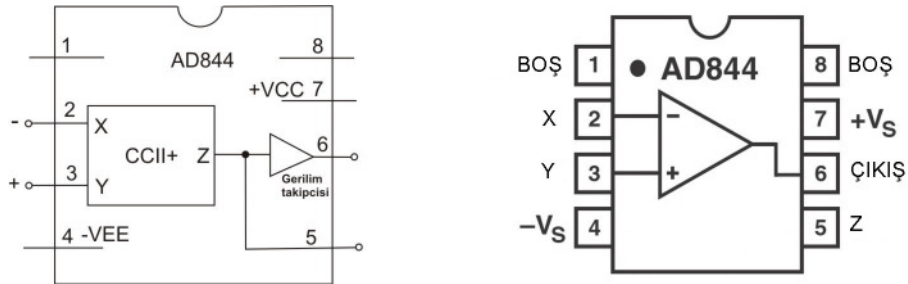 1
8
AD844
+VCC 7
-
2
X
CCII+
Z
6
+
3
Y
Gerilim
takipcisi
4 -VEE
5
BOŞ 1 AD844 8 BOŞ
X 2 − 7 +VS
Y 3 + 6 ÇIKIŞ
−VS 4 5 Z